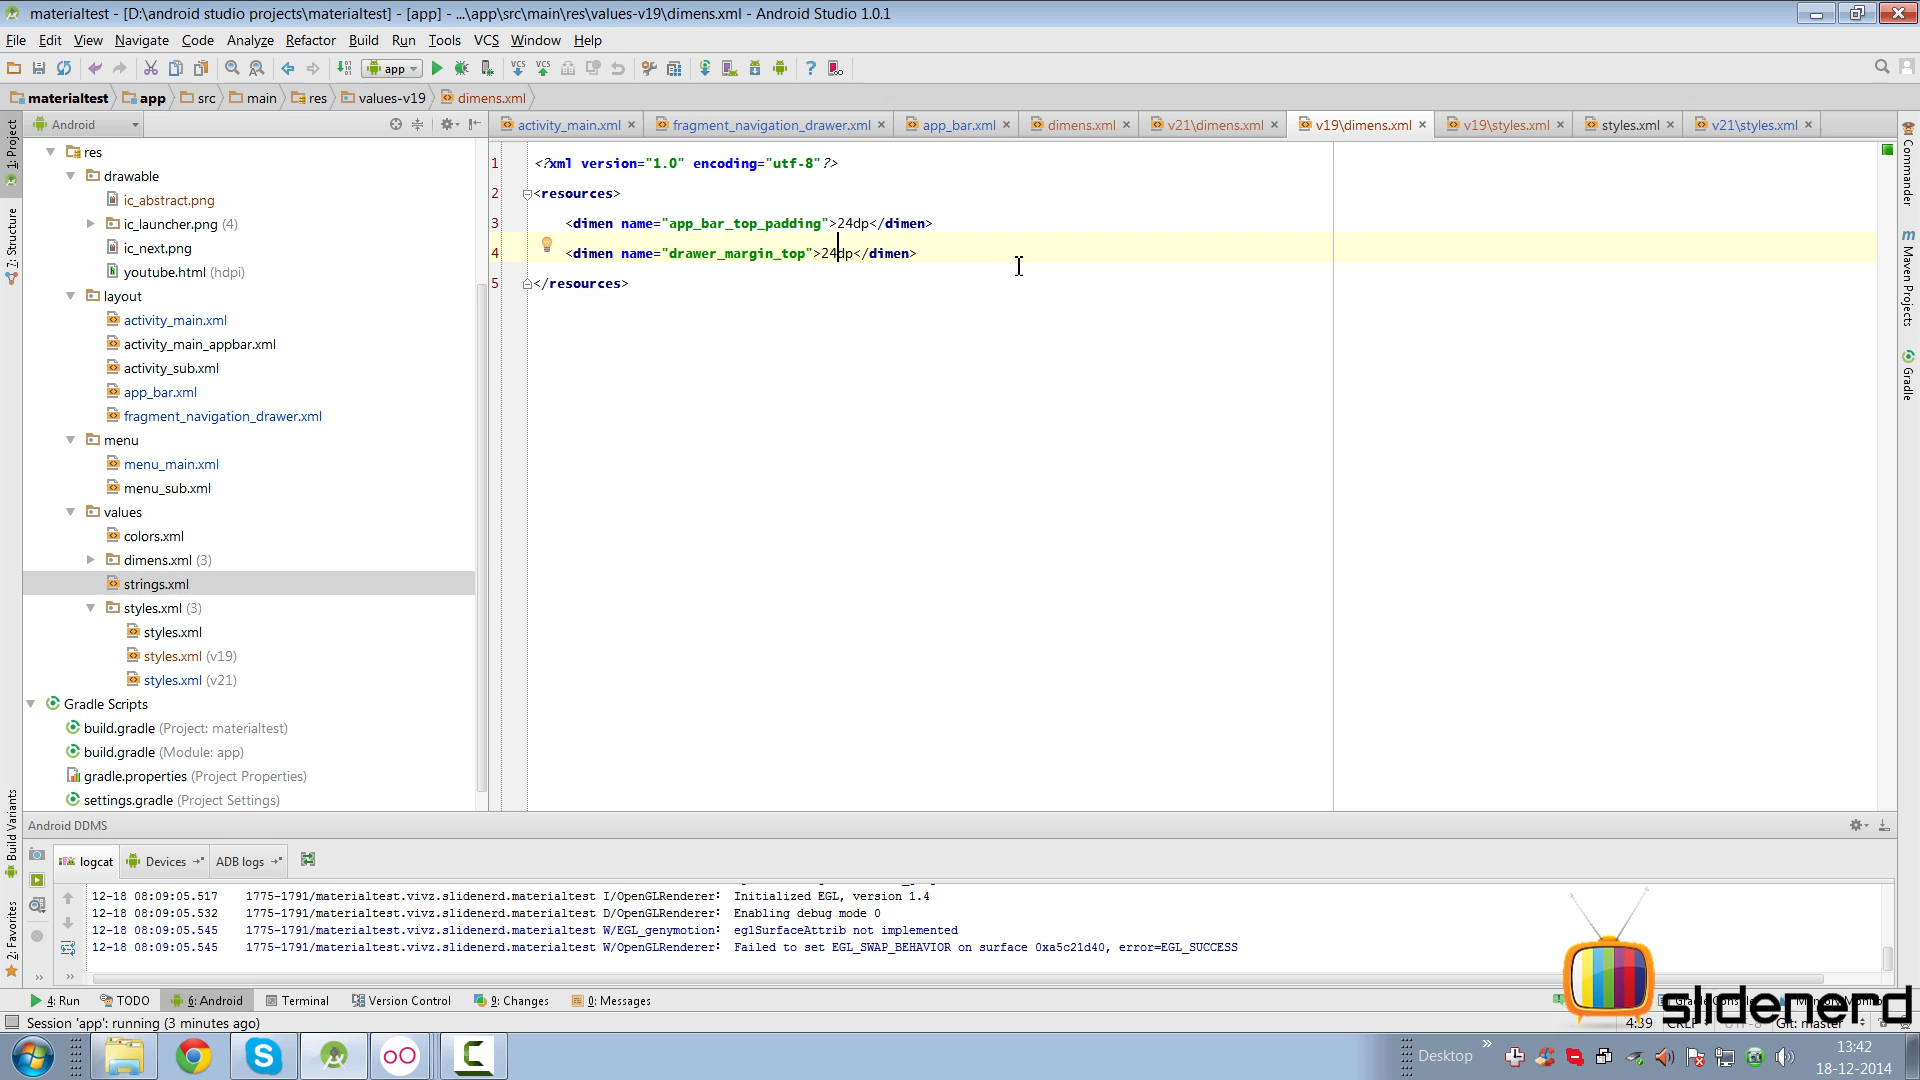 materialtest - [D:\android studio projects\materialtest] - [app] - ...\app\src\main\res\values-v19\dimens.xml - Android Studio 1.0.1
File Edit View Navigate Code Analyze Refactor Build Run Tools VCS Window Help
app
materialtest app src main res values-v19 dimens.xml
Android
activity_main.xml fragment_navigation_drawer.xml app_bar.xml dimens.xml v21\dimens.xml v19\dimens.xml v19\styles.xml styles.xml v21\styles.xml
1: Project
7: Structure
Build Variants
2: Favorites
res
drawable
ic_abstract.png
ic_launcher.png (4)
ic_next.png
youtube.html (hdpi)
layout
activity_main.xml
activity_main_appbar.xml
activity_sub.xml
app_bar.xml
fragment_navigation_drawer.xml
menu
menu_main.xml
menu_sub.xml
values
colors.xml
dimens.xml (3)
strings.xml
styles.xml (3)
styles.xml
styles.xml (v19)
styles.xml (v21)
Gradle Scripts
build.gradle (Project: materialtest)
build.gradle (Module: app)
gradle.properties (Project Properties)
settings.gradle (Project Settings)
1 <?xml version="1.0" encoding="utf-8"?>
2 <resources>
3 <dimen name="app_bar_top_padding">24dp</dimen>
4 <dimen name="drawer_margin_top">24dp</dimen>
5 </resources>
Commander
Maven Projects
Gradle
Android DDMS
logcat Devices ADB logs
12-18 08:09:05.517 1775-1791/materialtest.vivz.slidenerd.materialtest I/OpenGLRenderer: Initialized EGL, version 1.4
12-18 08:09:05.532 1775-1791/materialtest.vivz.slidenerd.materialtest D/OpenGLRenderer: Enabling debug mode 0
12-18 08:09:05.545 1775-1791/materialtest.vivz.slidenerd.materialtest W/EGL_genymotion: eglSurfaceAttrib not implemented
12-18 08:09:05.545 1775-1791/materialtest.vivz.slidenerd.materialtest W/OpenGLRenderer: Failed to set EGL_SWAP_BEHAVIOR on surface 0xa5c21d40, error=EGL_SUCCESS
4: Run TODO 6: Android Terminal Version Control 9: Changes 0: Messages
slidenerd
Session 'app': running (3 minutes ago)
4:39 Git: master
Desktop
13:42
18-12-2014